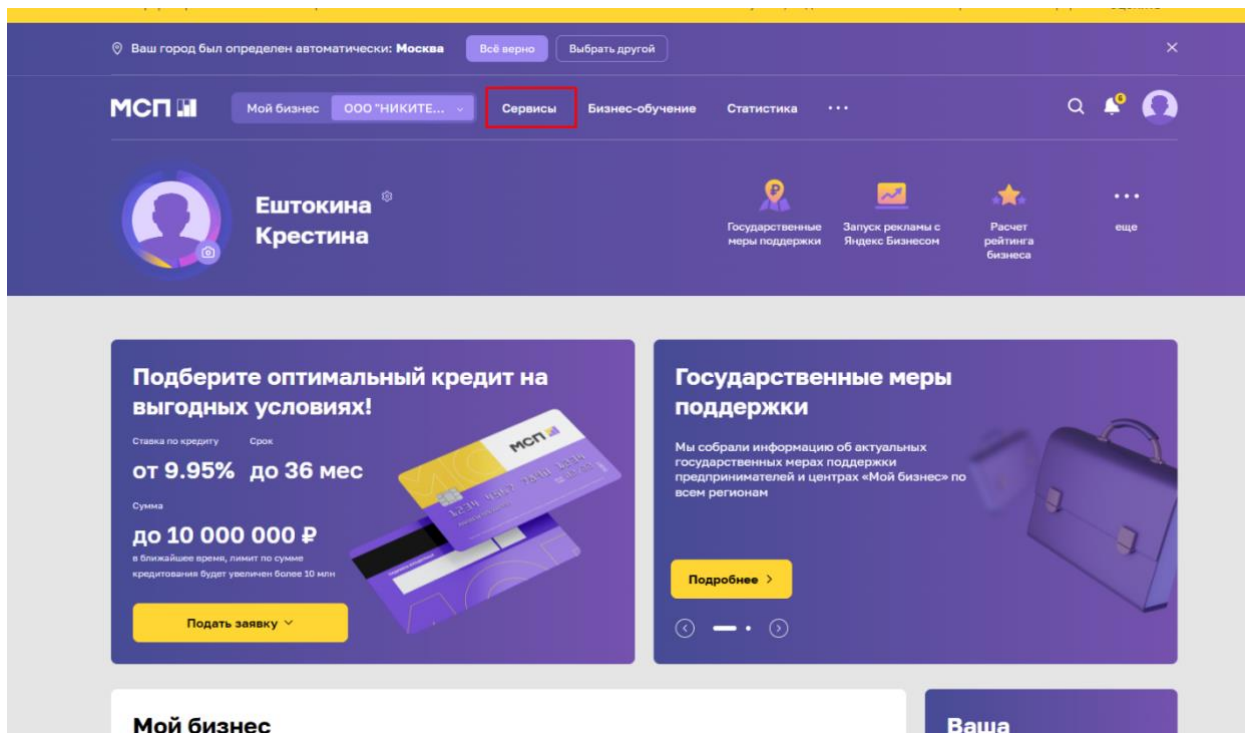 Ваш город был определен автоматически: Москва
Всё верно
Выбрать другой
МСП
Мой бизнес
ООО "НИКИТЕ...
Сервисы
Бизнес-обучение
Статистика
6
Ештокина
Крестина
Государственные
меры поддержки
Запуск рекламы с
Яндекс Бизнесом
Расчет
рейтинга
бизнеса
еще
Подберите оптимальный кредит на
выгодных условиях!
Ставка по кредиту
Срок
от 9.95%
до 36 мес
Сумма
до 10 000 000 ₽
в ближайшее время, лимит по сумме
кредитования будет увеличен более 10 млн
Подать заявку
МСП
Государственные меры
поддержки
Мы собрали информацию об актуальных
государственных мерах поддержки
предпринимателей и центрах «Мой бизнес» по
всем регионам
Подробнее
Мой бизнес
Ваша